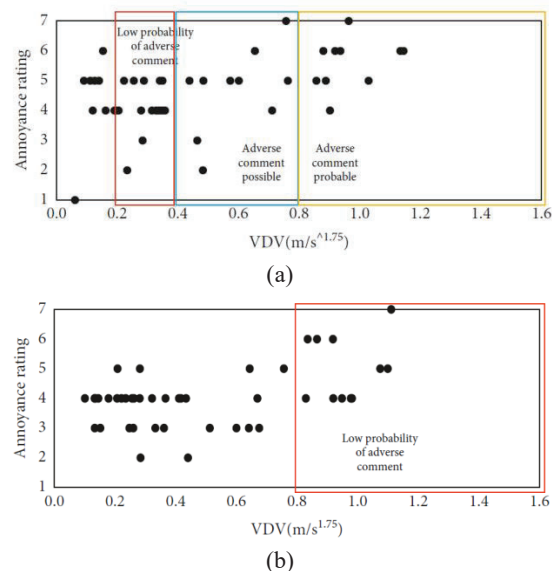 7
Low probability
of adverse
comment
6
5
4
3
2
1
Annoyance rating
Adverse
comment
possible
Adverse
comment
probable
0.0 0.2 0.4 0.6 0.8 1.0 1.2 1.4 1.6
VDV(m/s^1.75)
(a)
7
6
5
4
3
2
1
Annoyance rating
Low probability
of adverse
comment
0.0 0.2 0.4 0.6 0.8 1.0 1.2 1.4 1.6
VDV(m/s1.75)
(b)